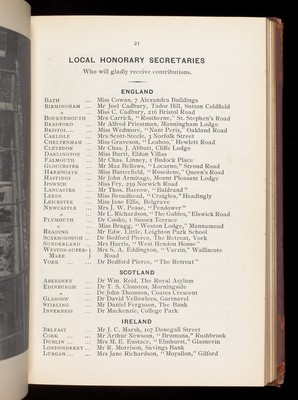 21
LOCAL HONORARY SECRETARIES
Who will gladly receive contributions.
ENGLAND
BATH ... Miss Cowan, 7 Alexandra Buildings
BIRMINGHAM ... Mr Joel Cadbury, Tudor Hill, Sutton Coldfield
" Miss C. Cadbury, 216 Bristol Road
BOURNEMOUTH Mrs Carrick, "Rostherne," St. Stephen's Road
BRADFORD ... Mr Alfred Priestman, Manningham Lodge
BRISTOL ... Miss Wedmore, "Nant Peris," Oakland Road
CARLISLE ... Mrs Scott-Steele, 3 Norfolk Street
CHELTENHAM Miss Graveson, "Leahoe," Hewlett Road
CLEVEDON ... Mr Chas. J. Abbatt, Cliffe Lodge
DARLINGTON Miss Burtt, Eldon Villas
FALMOUTH ... Mr Chas. Linney, 1 Budock Place
GLOUCESTER Mr Max Bellows, "Locarno," Stroud Road
HARROGATE Miss Butterfield, "Rosedene," Queen's Road
HASTINGS ... Mr John Armitage, Mount Pleasant Lodge
IPSWICH ... Miss Fry, 259 Norwich Road
LANCASTER ... Mr Thos. Barrow, "Baldrand"
LEEDS ... Miss Broadhead, "Craiglea," Headingly
LEICESTER ... Miss Jane Ellis, Belgrave
NEWCASTLE ... Mrs J. W. Pease, "Pendower"
" Mr L. Richardson, "The Gables," Elswick Road
PLYMOUTH ... Dr Cooke, 1 Sussex Terrace
" Miss Bragg, "Weston Lodge," Mannamead
READING ... Mr Edw. Little, Leighton Park School
SCARBOROUGH ... Dr Bedford Pierce, The Retreat, York
SUNDERLAND ... Mrs Harris, "West Hendon House"
WESTON-SUPER- Mrs S. A. Eddington, "Varzin," Walliscote
MARE Road
YORK ... Dr Bedford Pierce, "The Retreat"
SCOTLAND
ABERDEEN ... Dr Wm. Reid, The Royal Asylum
EDINBURGH ... Dr T. S. Clouston, Morningside
" Dr John Thomson, Coates Crescent
GLASGOW ... Dr David Yellowlees, Gartnavel
STIRLING ... Mr Daniel Ferguson, The Bank
INVERNESS ... Dr Mackenzie, College Park
IRELAND
BELFAST ... Mr J. C. Marsh, 107 Donegall Street
CORK ... Mr Arthur Newsom, "Brumana," Rushbrook
DUBLIN ... Mrs M. E. Eustace, "Elmhurst," Glasnevin
LONDONDERRY ... Mr R. Morrison, Savings Bank
LURGAN ... Mrs Jane Richardson, "Moyallon," Gilford